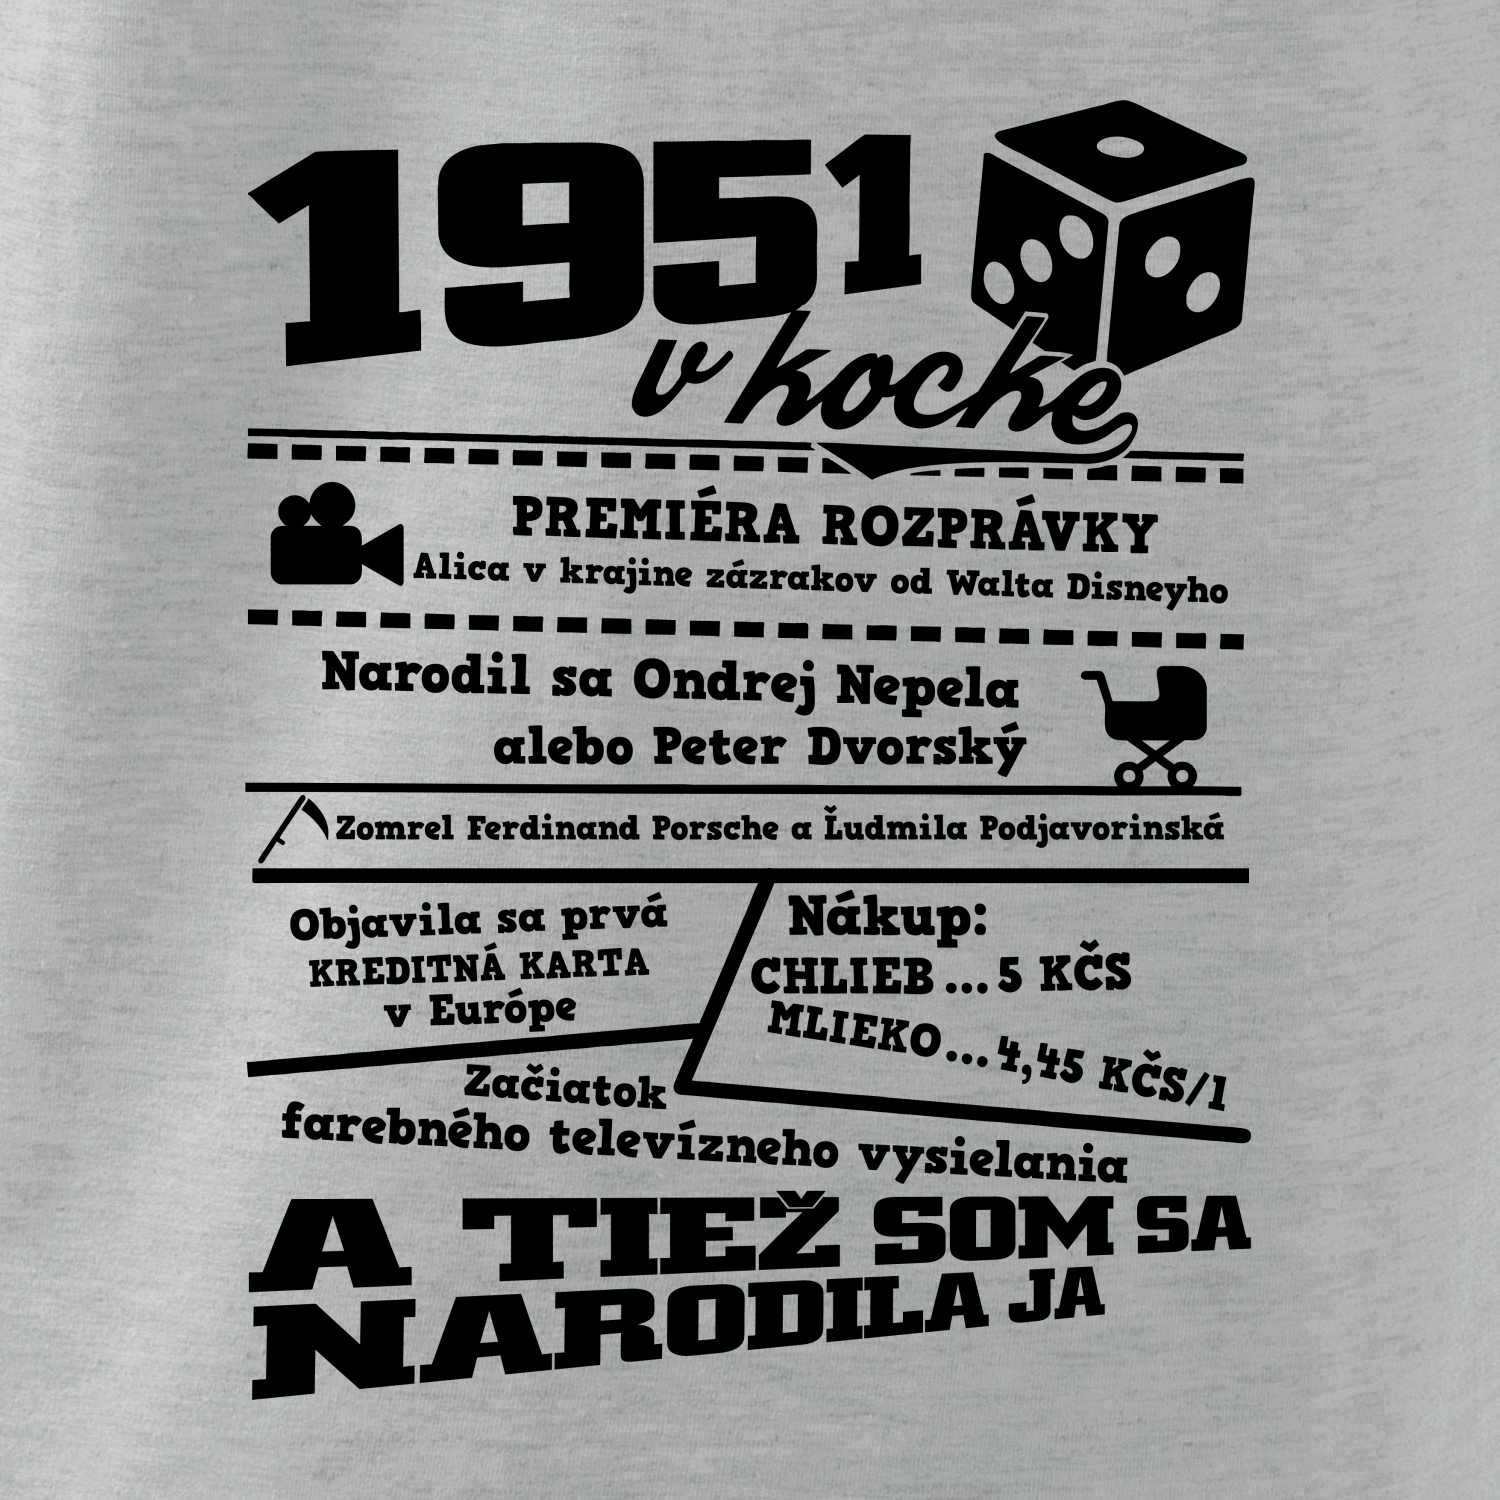 1951
v kocke
PREMIÉRA ROZPRÁVKY
Alica v krajine zázrakov od Walta Disneyho
Narodil sa Ondrej Nepela
alebo Peter Dvorský
Zomrel Ferdinand Porsche a Ľudmila Podjavorinská
Objavila sa prvá
KREDITNÁ KARTA
v Európe
Nákup:
CHLIEB...5 KČS
MLIEKO...4,45 KČS/l
Začiatok
farebného televízneho vysielania
A TIEŽ SOM SA
NARODILA JA